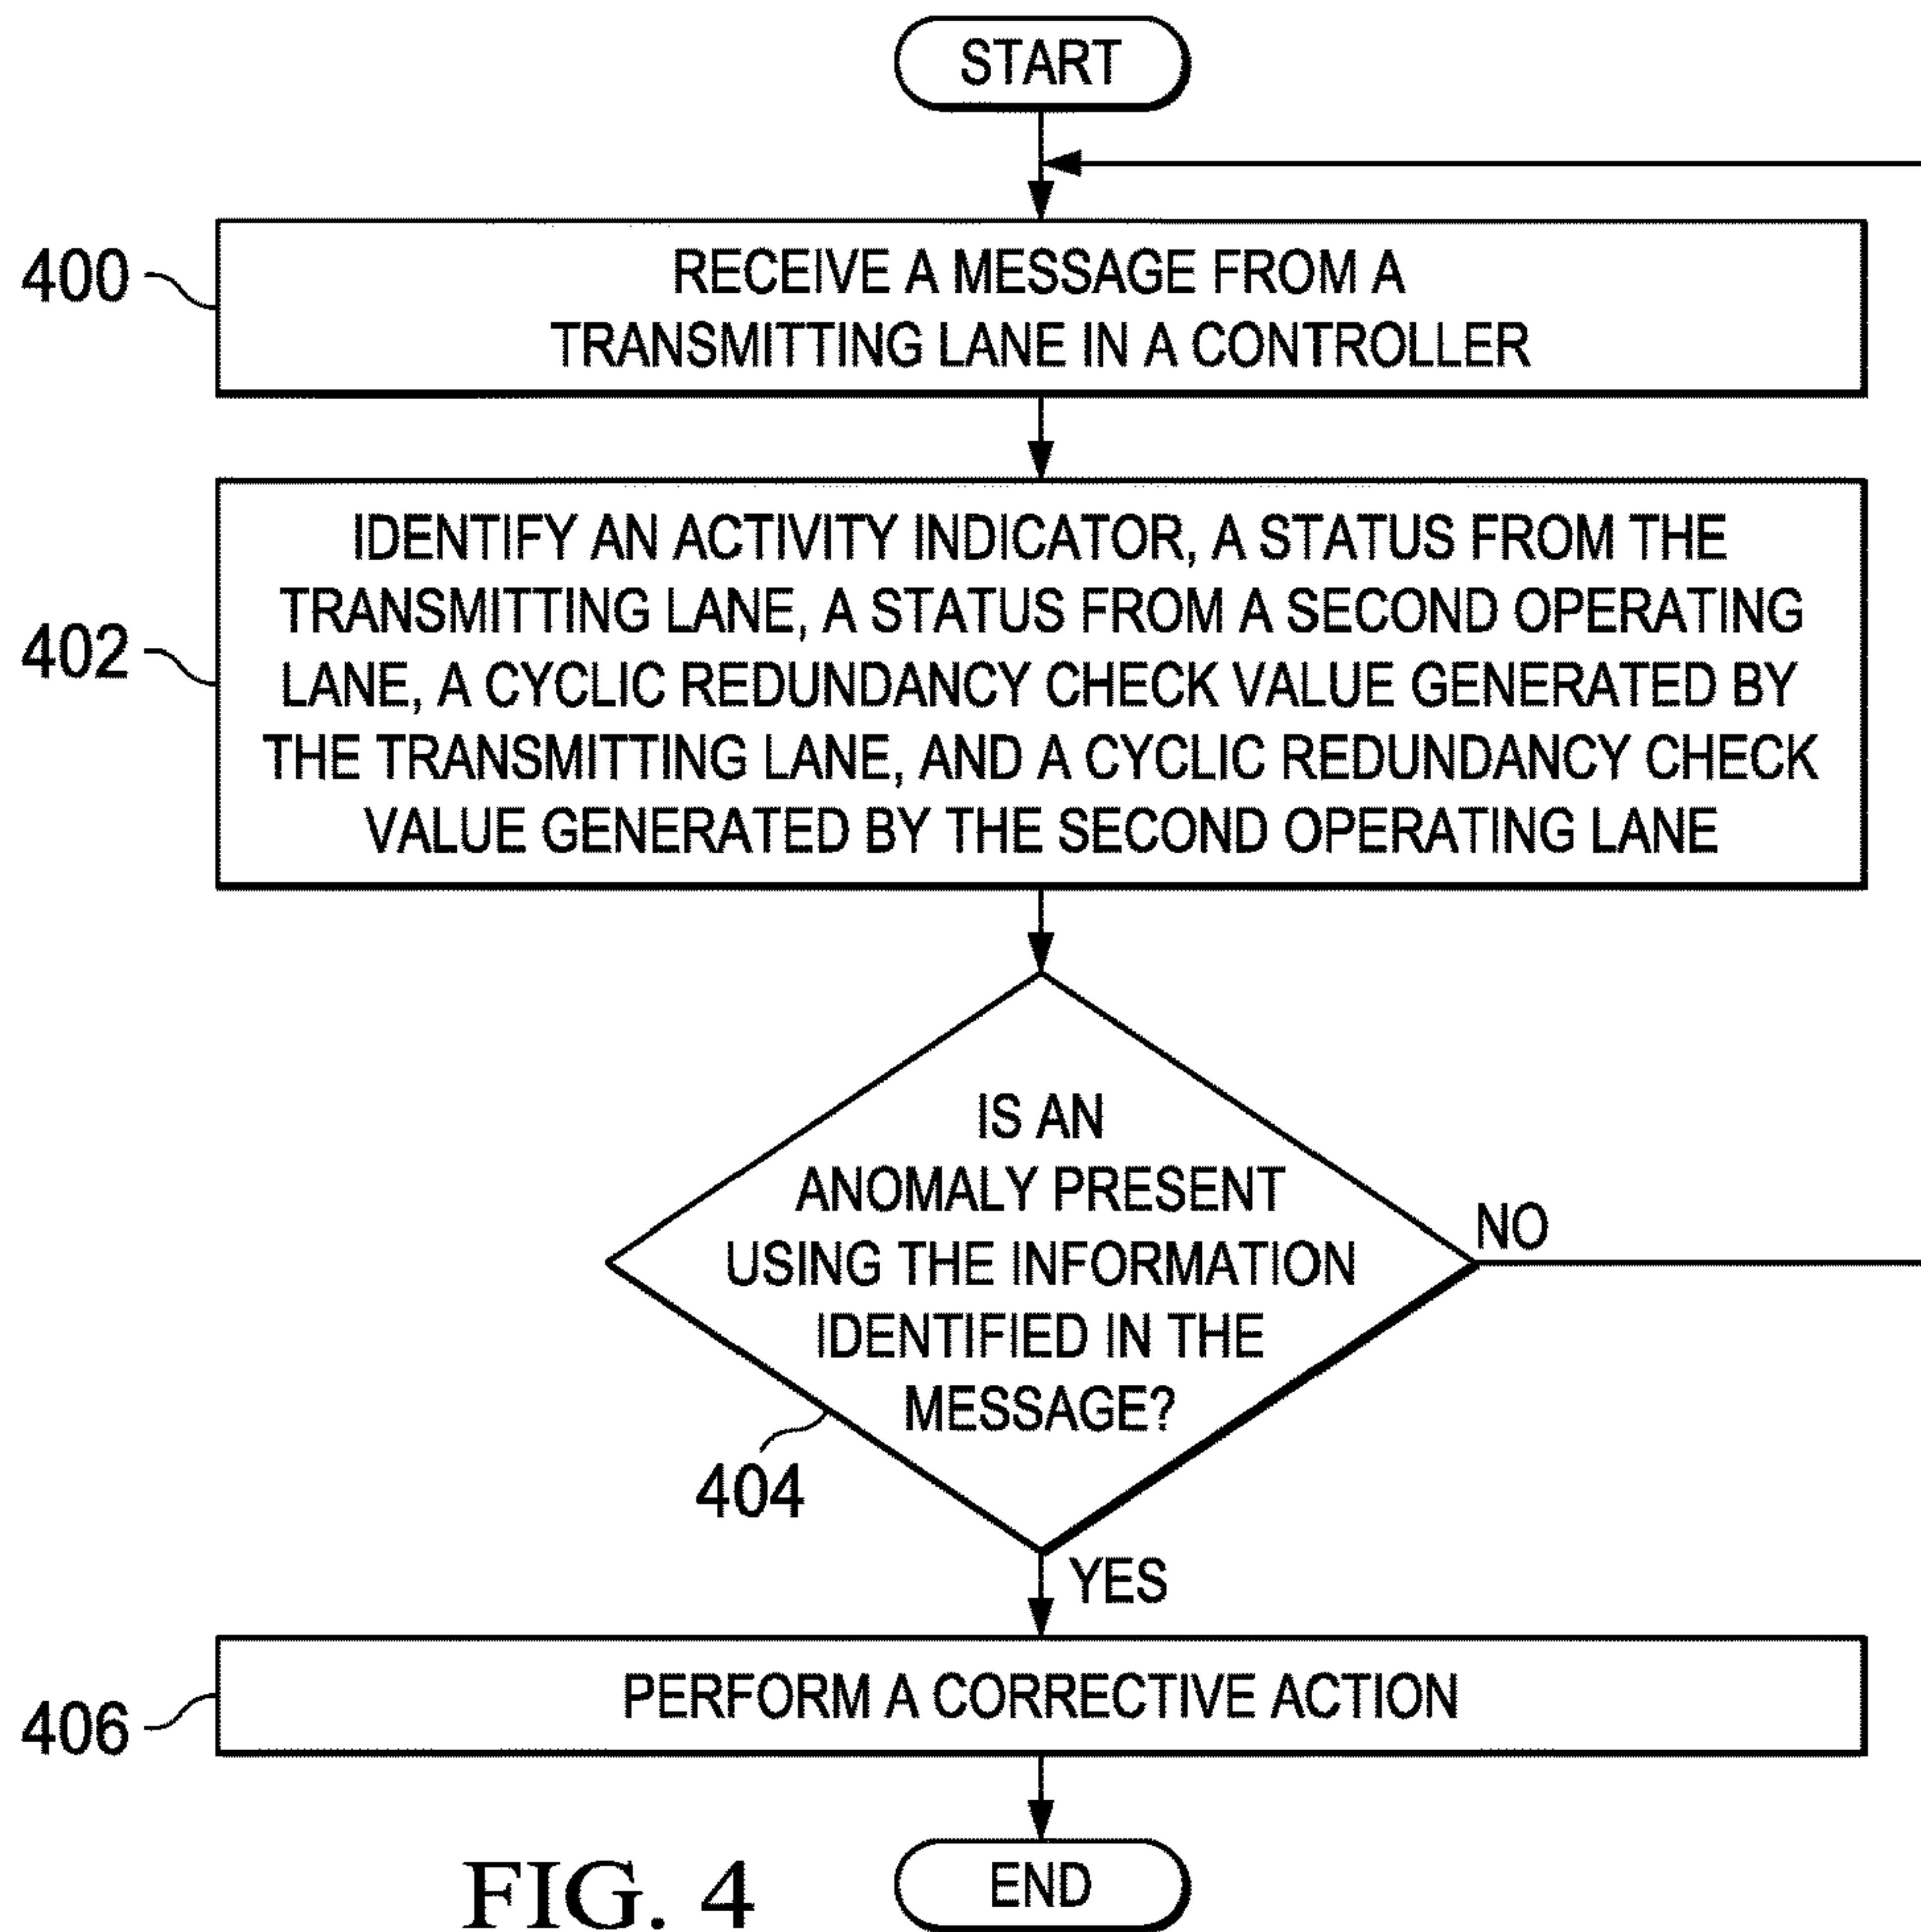 START
400
RECEIVE A MESSAGE FROM A
TRANSMITTING LANE IN A CONTROLLER
402
IDENTIFY AN ACTIVITY INDICATOR, A STATUS FROM THE
TRANSMITTING LANE, A STATUS FROM A SECOND OPERATING
LANE, A CYCLIC REDUNDANCY CHECK VALUE GENERATED BY
THE TRANSMITTING LANE, AND A CYCLIC REDUNDANCY CHECK
VALUE GENERATED BY THE SECOND OPERATING LANE
IS AN
ANOMALY PRESENT
USING THE INFORMATION
IDENTIFIED IN THE
MESSAGE?
NO
404
YES
406
PERFORM A CORRECTIVE ACTION
END
FIG. 4